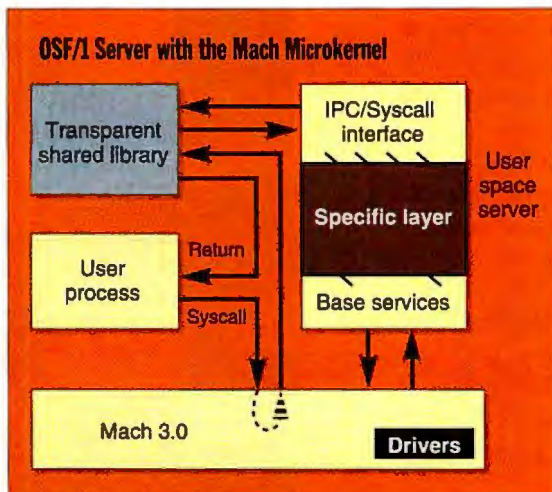 OSF/1 Server with the Mach Microkernel
Transparent
shared library
IPC/Syscall
interface
User
space
server
Specific layer
User
process
Return
Syscall
Base services
Mach 3.0
Drivers